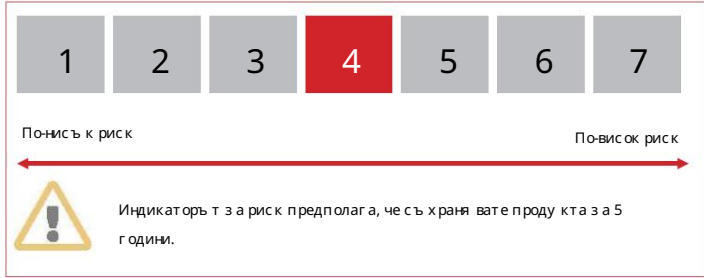 1 2 3 4 5 6 7
По-нисък риск
По-висок риск
Индикаторът за риск предполага, че съхранявате продукта за 5
години.